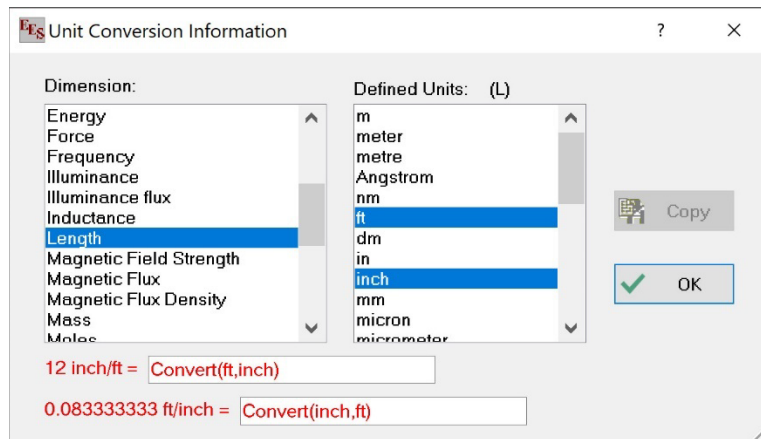 EES Unit Conversion Information ? ×
Dimension:
Energy
Force
Frequency
Illuminance
Illuminance flux
Inductance
Length
Magnetic Field Strength
Magnetic Flux
Magnetic Flux Density
Mass
Moles
Defined Units: (L)
m
meter
metre
Angstrom
nm
ft
dm
in
inch
mm
micron
micrometer
Copy
OK
12 inch/ft = Convert(ft,inch)
0.083333333 ft/inch = Convert(inch,ft)